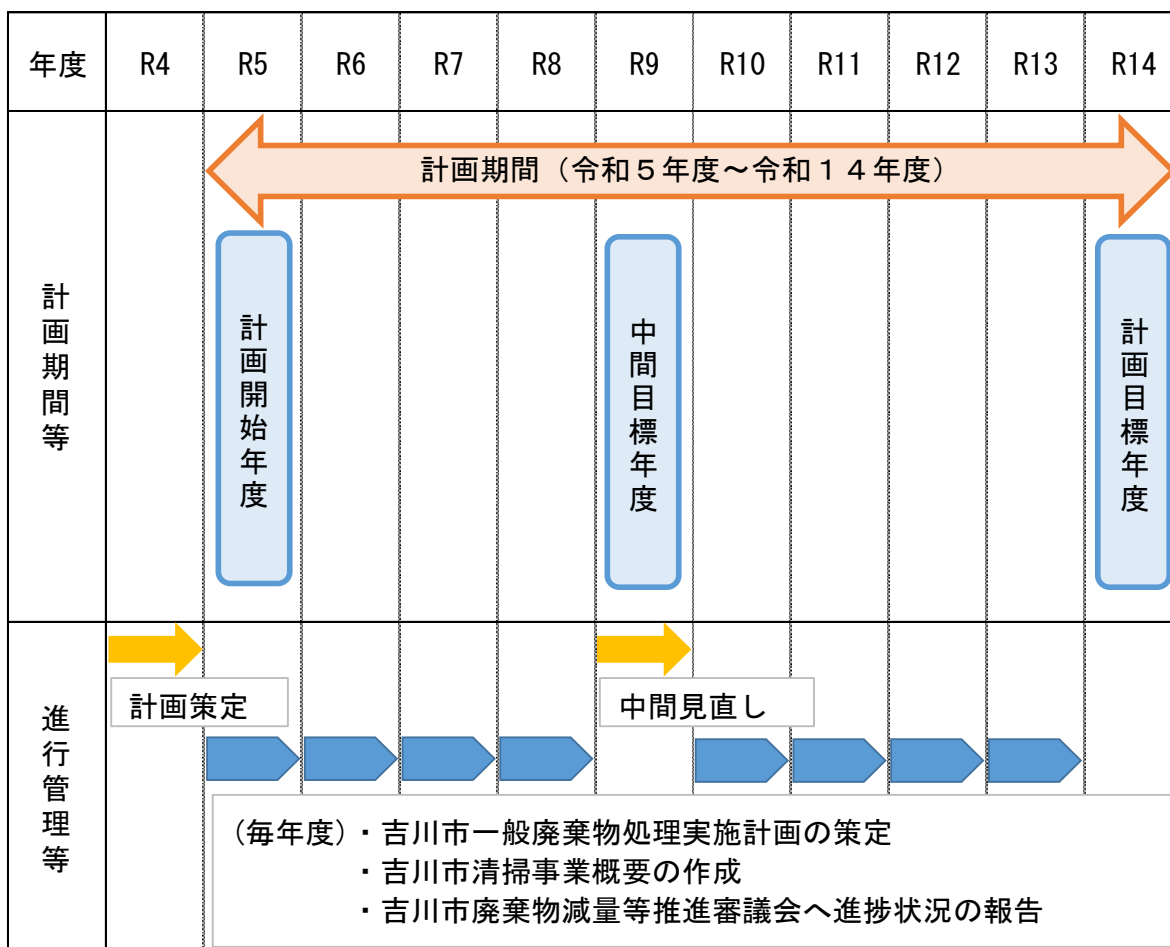 年度 R4 R5 R6 R7 R8 R9 R10 R11 R12 R13 R14
計画期間等
計画期間（令和５年度～令和１４年度）
計画開始年度
中間目標年度
計画目標年度
進行管理等
計画策定
中間見直し
（毎年度）・吉川市一般廃棄物処理実施計画の策定
・吉川市清掃事業概要の作成
・吉川市廃棄物減量等推進審議会へ進捗状況の報告